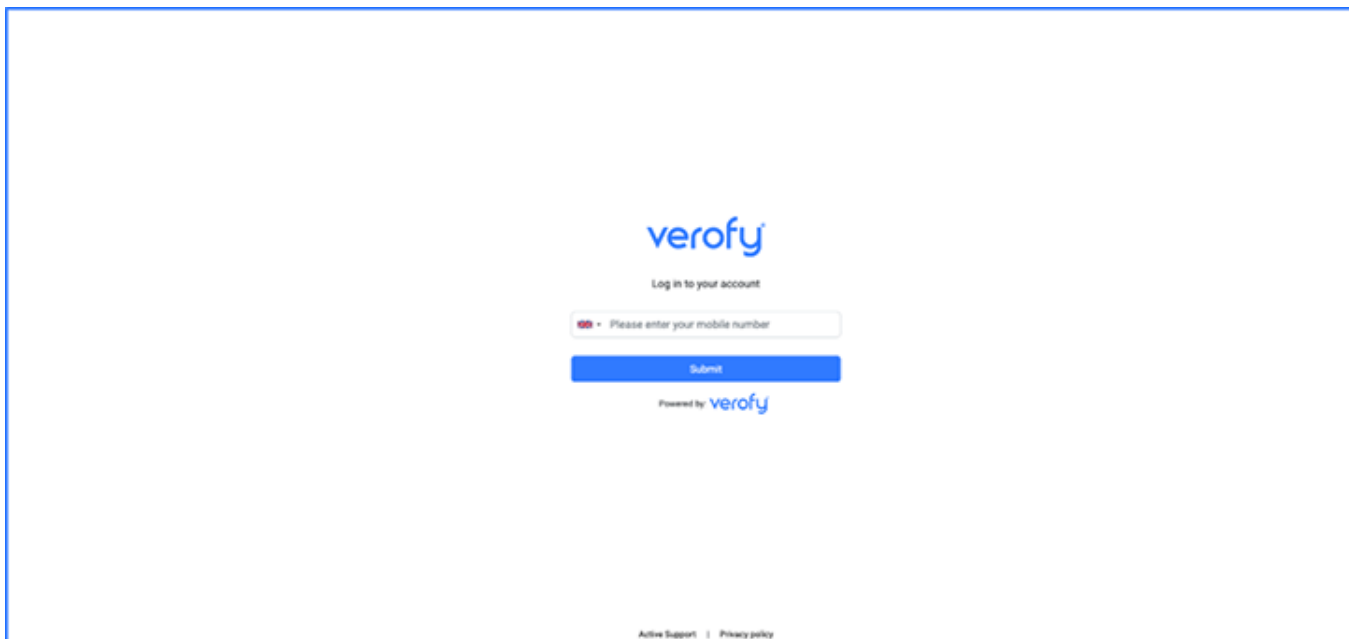 verofy
Log in to your account
Please enter your mobile number
Submit
Powered by: verofy
Active Support | Privacy policy